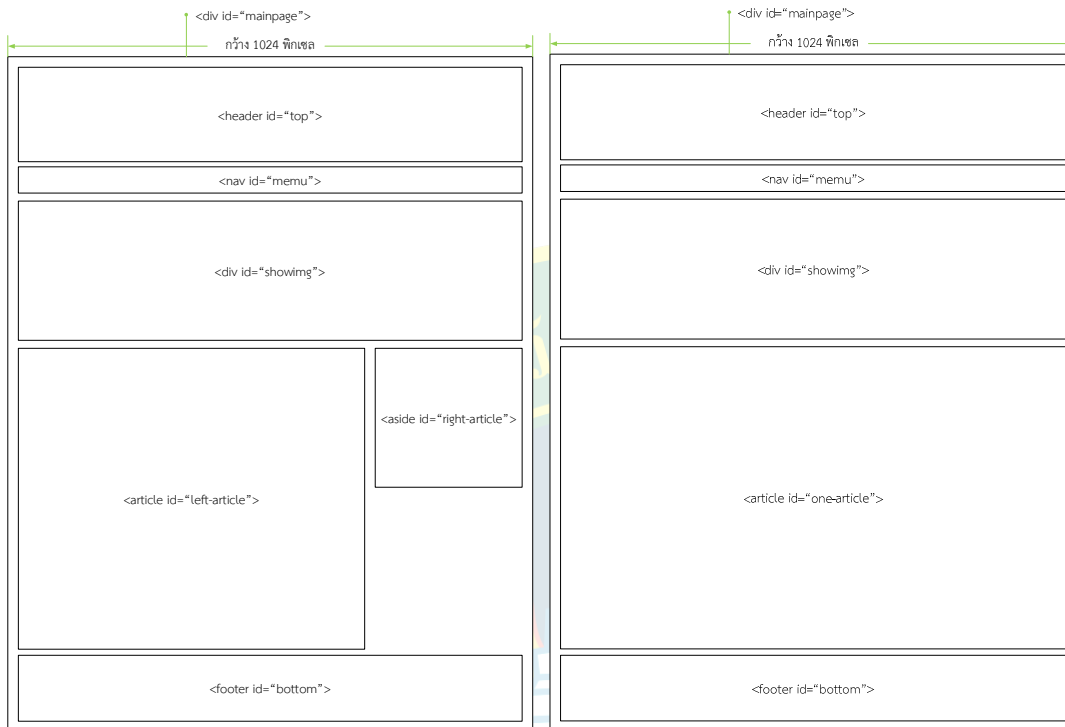 <div id=“mainpage”>
กว้าง 1024 พิกเซล
<header id=“top”>
<nav id=“memu”>
<div id=“showimg”>
<article id=“left-article”>
<aside id=“right-article”>
<footer id=“bottom”>
<div id=“mainpage”>
กว้าง 1024 พิกเซล
<header id=“top”>
<nav id=“memu”>
<div id=“showimg”>
<article id=“one-article”>
<footer id=“bottom”>